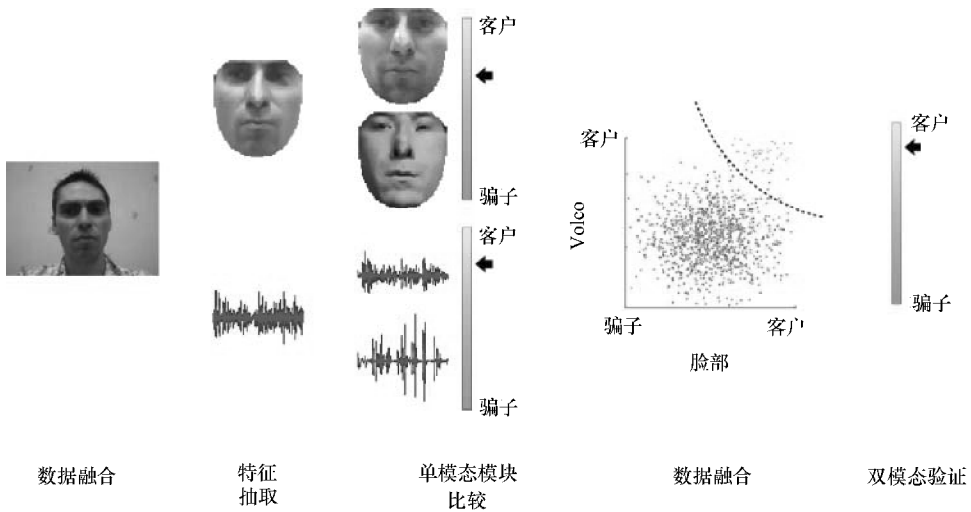 客户
骗子
客户
骗子
客户
Volco
骗子
客户
脸部
客户
骗子
数据融合
特征
抽取
单模态模块
比较
数据融合
双模态验证